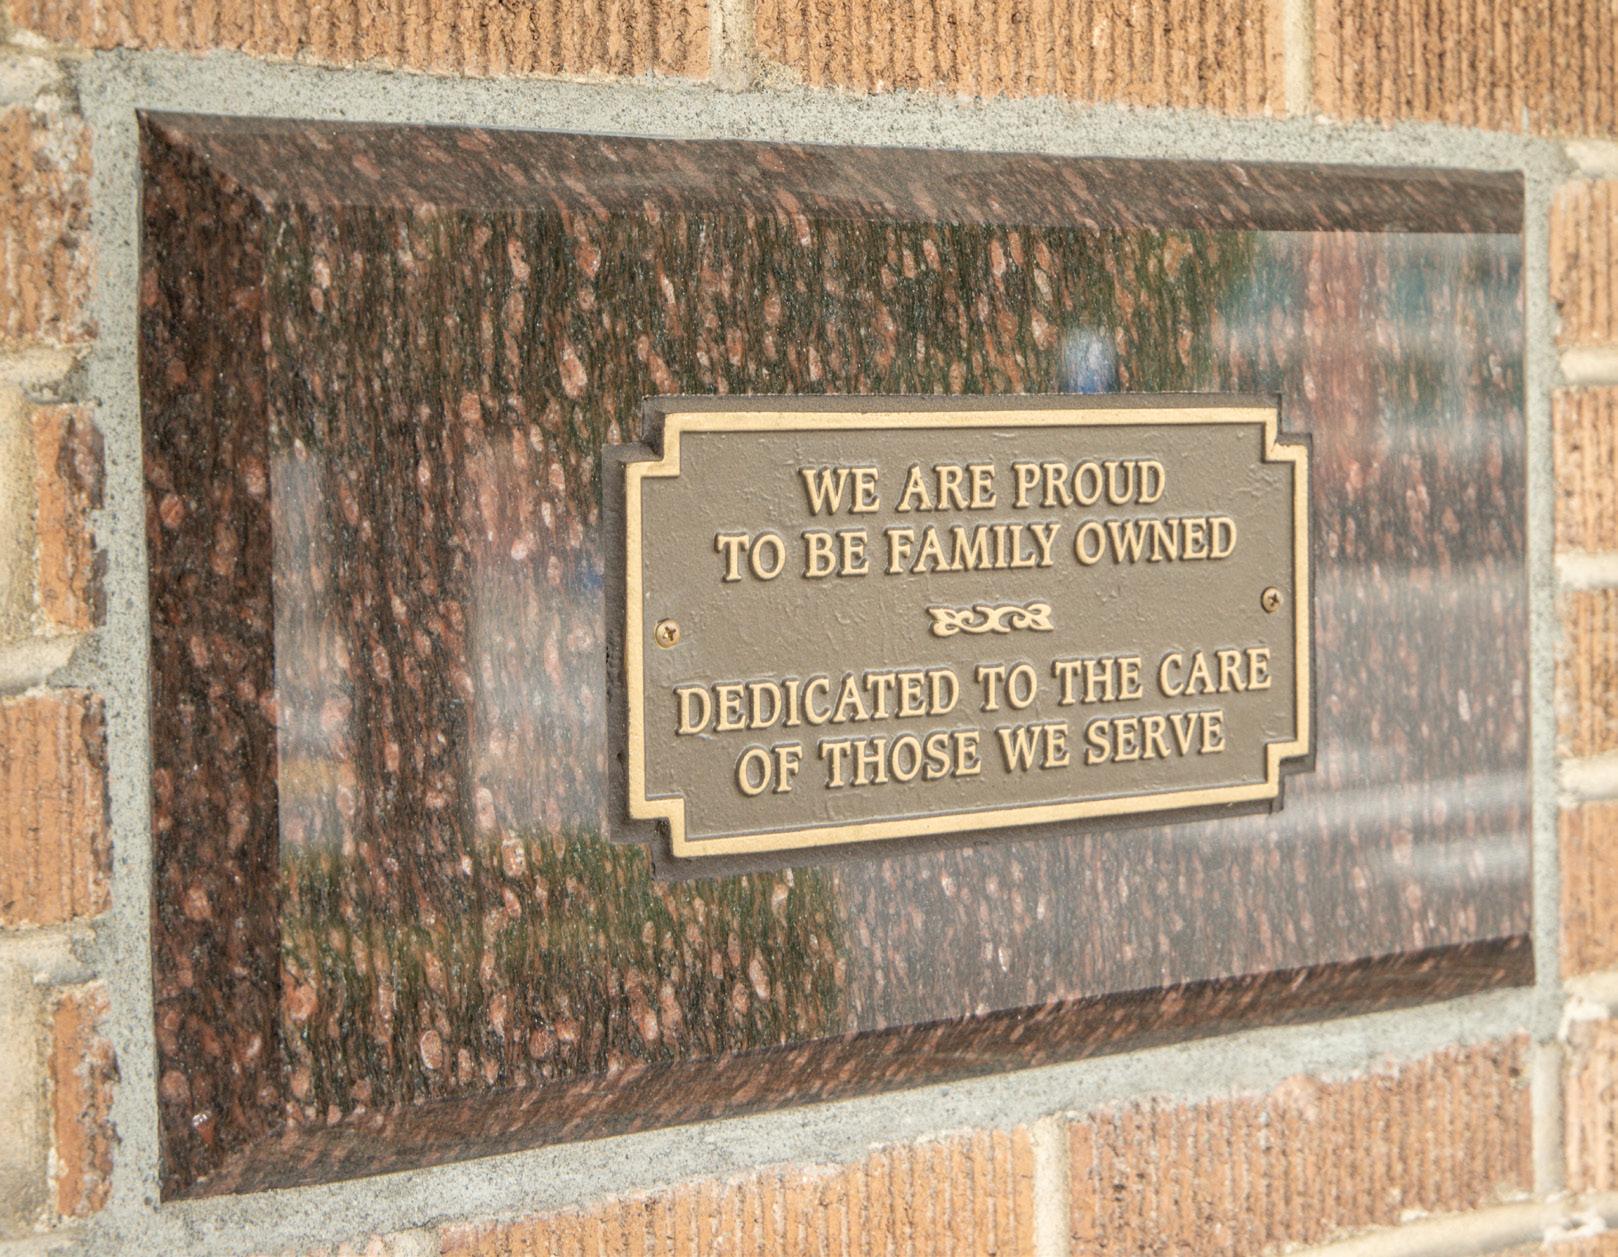 WE ARE PROUD
TO BE FAMILY OWNED
DEDICATED TO THE CARE
OF THOSE WE SERVE